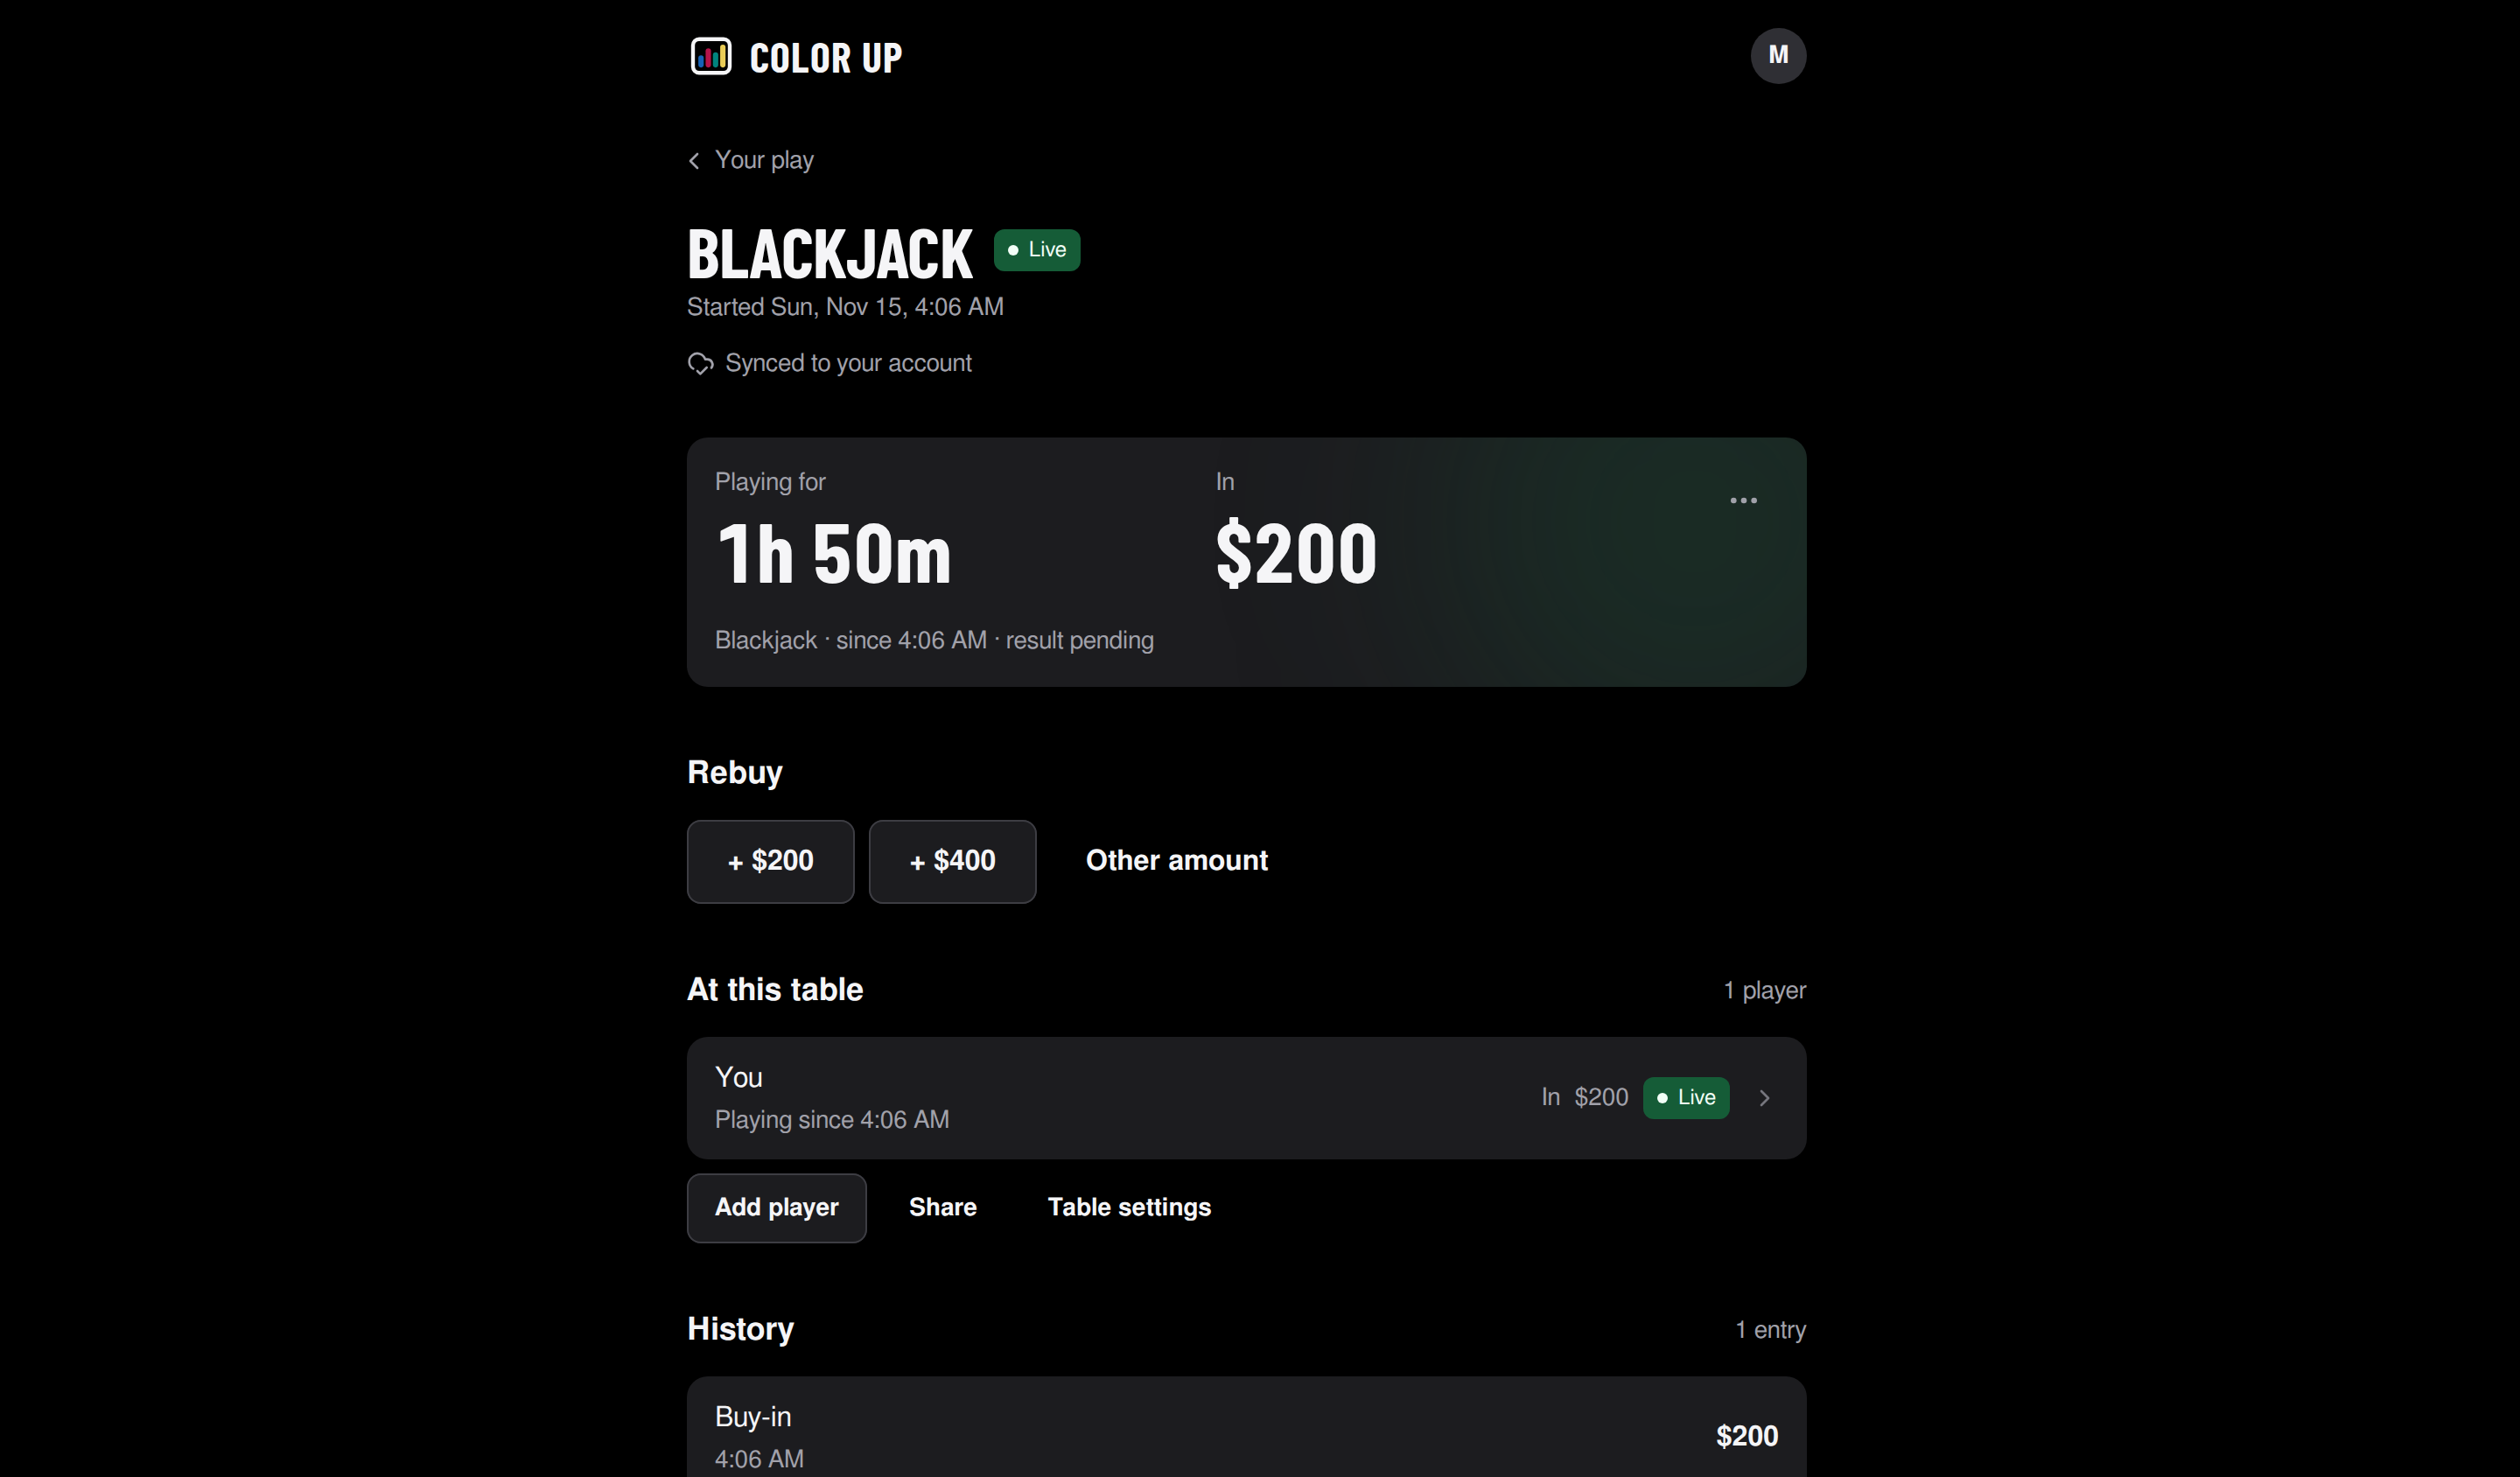 COLOR UP
M
Your play
BLACKJACK
Live
Started Sun, Nov 15, 4:06 AM
Synced to your account
Playing for
In
1h 50m
$200
Blackjack · since 4:06 AM · result pending
Rebuy
+ $200
+ $400
Other amount
At this table
1 player
You
Playing since 4:06 AM
In $200
Live
Add player
Share
Table settings
History
1 entry
Buy-in
4:06 AM
$200